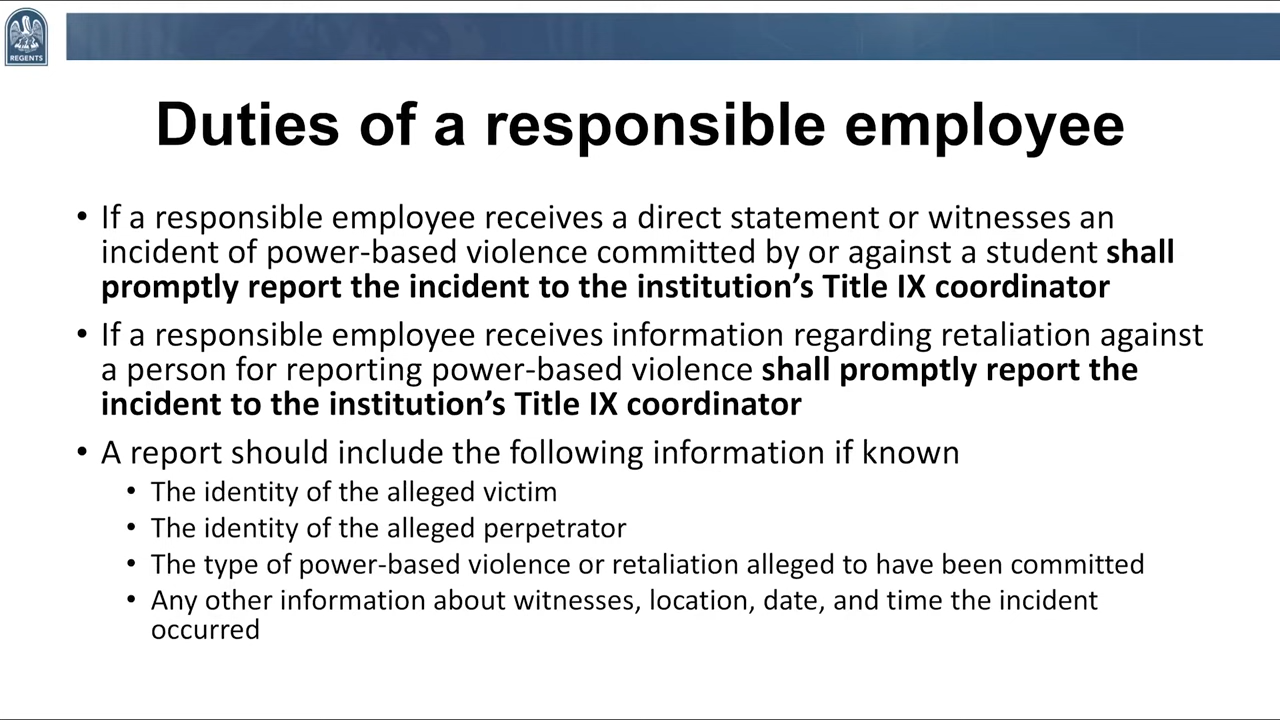 REGENTS
Duties of a responsible employee
• If a responsible employee receives a direct statement or witnesses an
incident of power-based violence committed by or against a student shall
promptly report the incident to the institution’s Title IX coordinator
• If a responsible employee receives information regarding retaliation against
a person for reporting power-based violence shall promptly report the
incident to the institution’s Title IX coordinator
• A report should include the following information if known
• The identity of the alleged victim
• The identity of the alleged perpetrator
• The type of power-based violence or retaliation alleged to have been committed
• Any other information about witnesses, location, date, and time the incident
occurred